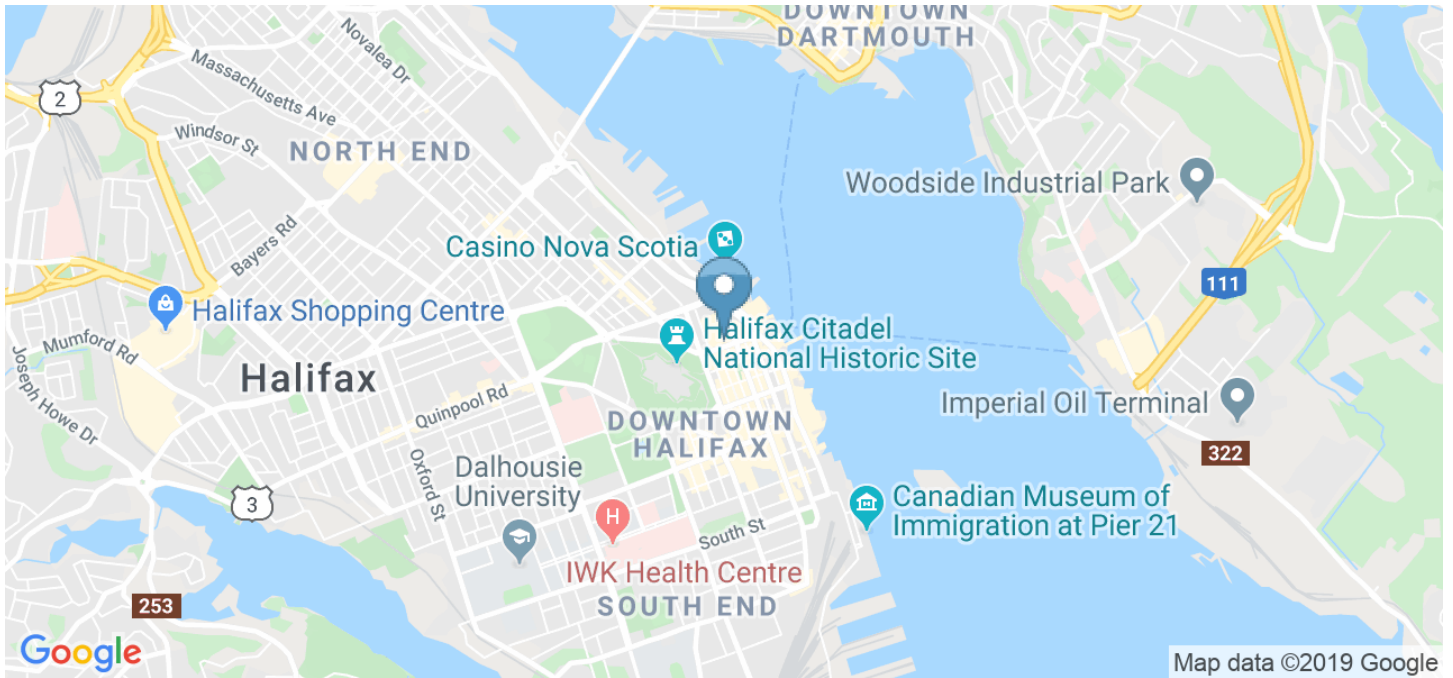 DOWNTOWN
DARTMOUTH
Novalea Dr
Massachusetts Ave
2
Windsor St
NORTH END
Woodside Industrial Park
Bayers Rd
Casino Nova Scotia
111
Halifax Shopping Centre
Mumford Rd
Halifax Citadel
National Historic Site
Joseph Howe Dr
Halifax
Quinpool Rd
Imperial Oil Terminal
DOWNTOWN
HALIFAX
322
Oxford St
Dalhousie
University
3
Canadian Museum of
Immigration at Pier 21
H
South St
IWK Health Centre
253
SOUTH END
Google
Map data ©2019 Google